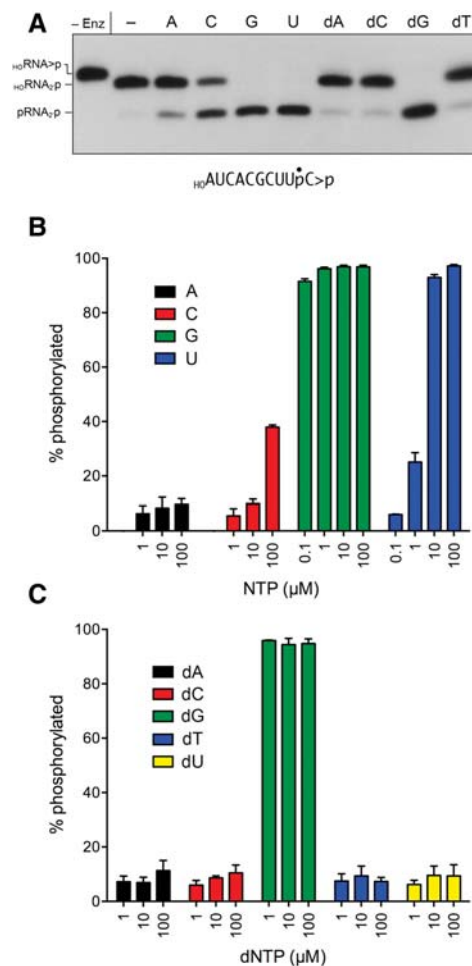 A
– Enz – A C G U dA dC dG dT
HORNA>p
HORNA2'p
pRNA2'p
HOAUCACGCUUpC>p
B
100
80
60
40
20
0
% phosphorylated
A
C
G
U
1 10 100 1 10 100 0.1 1 10 100 0.1 1 10 100
NTP (µM)
C
100
80
60
40
20
0
% phosphorylated
dA
dC
dG
dT
dU
1 10 100 1 10 100 1 10 100 1 10 100 1 10 100
dNTP (µM)